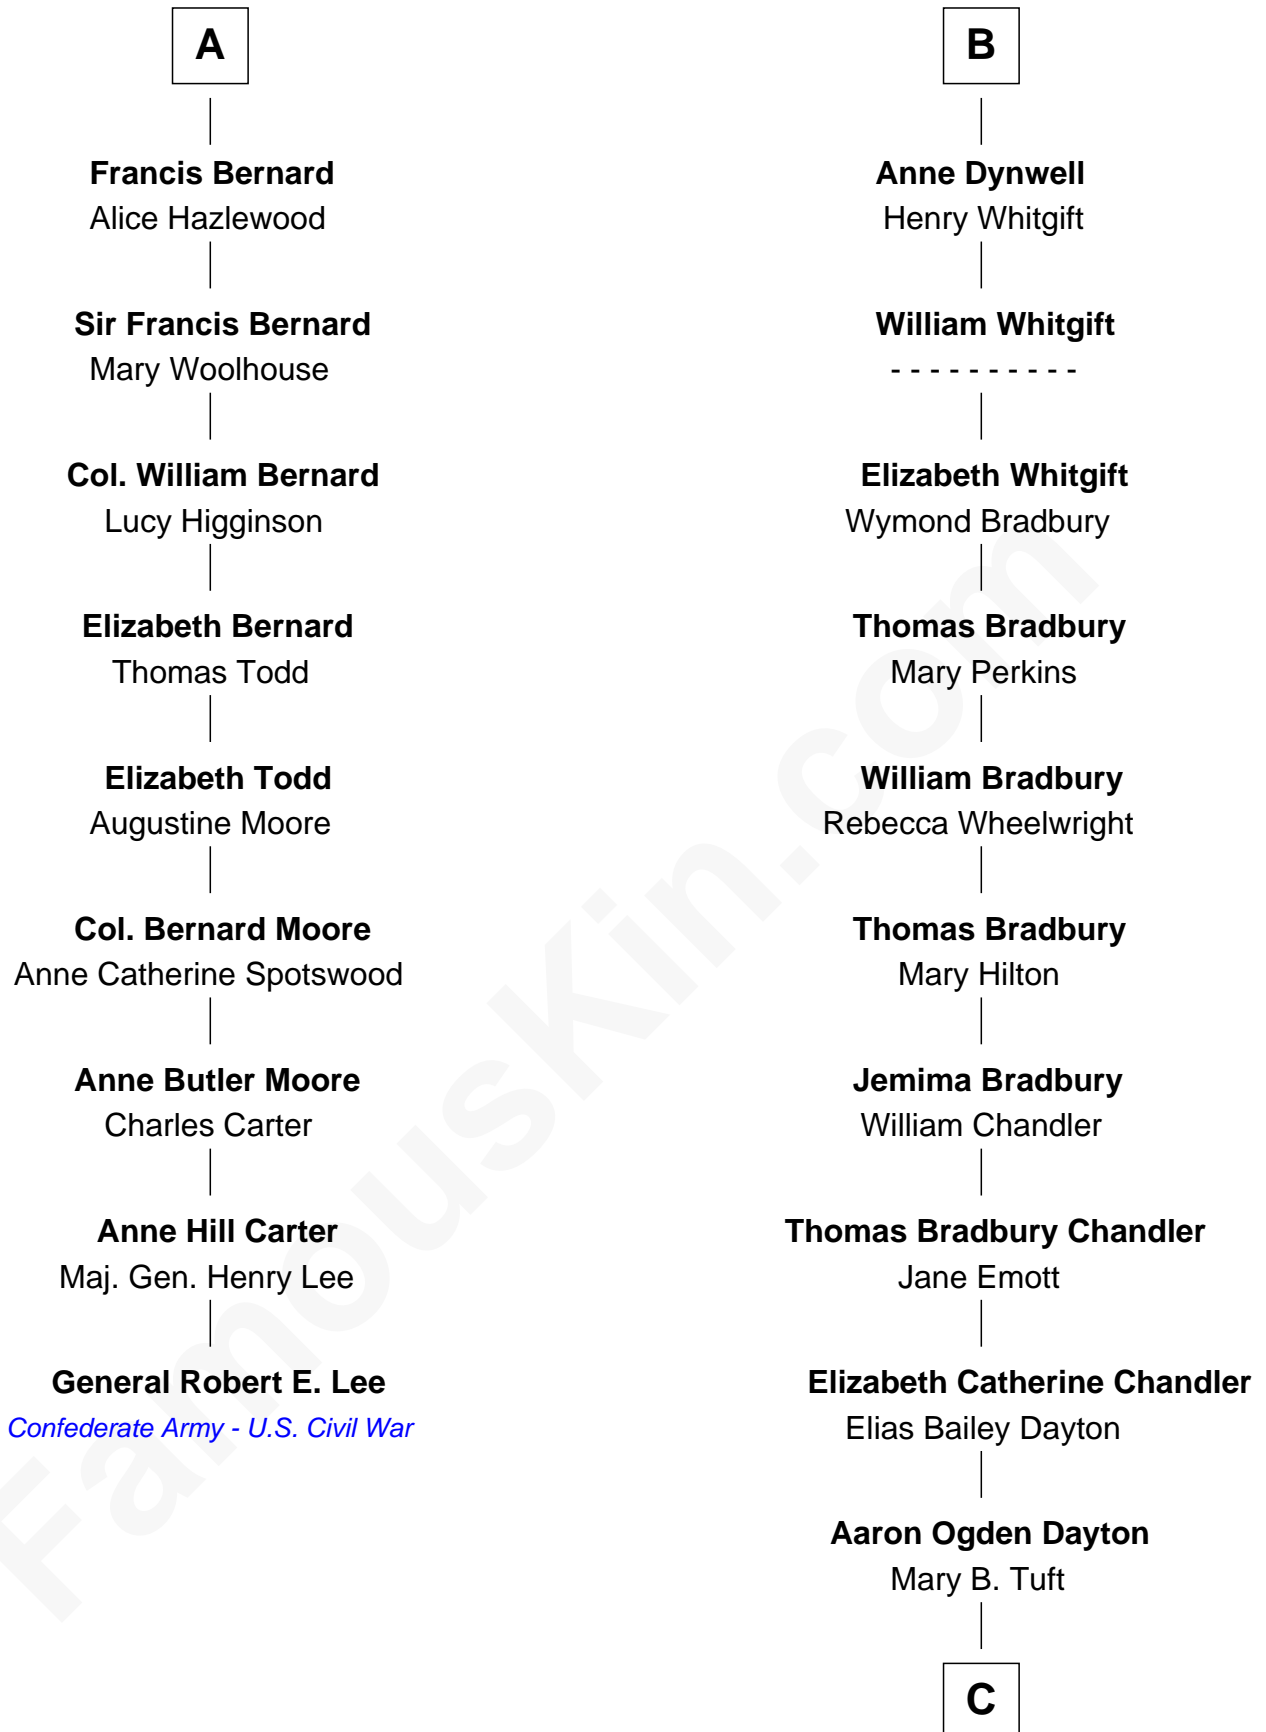 A
Francis Bernard
Alice Hazlewood
Sir Francis Bernard
Mary Woolhouse
Col. William Bernard
Lucy Higginson
Elizabeth Bernard
Thomas Todd
Elizabeth Todd
Augustine Moore
Col. Bernard Moore
Anne Catherine Spotswood
Anne Butler Moore
Charles Carter
Anne Hill Carter
Maj. Gen. Henry Lee
General Robert E. Lee
Confederate Army - U.S. Civil War
B
Anne Dynwell
Henry Whitgift
William Whitgift
- - - - - - - - - -
Elizabeth Whitgift
Wymond Bradbury
Thomas Bradbury
Mary Perkins
William Bradbury
Rebecca Wheelwright
Thomas Bradbury
Mary Hilton
Jemima Bradbury
William Chandler
Thomas Bradbury Chandler
Jane Emott
Elizabeth Catherine Chandler
Elias Bailey Dayton
Aaron Ogden Dayton
Mary B. Tuft
C
FamousKin.com